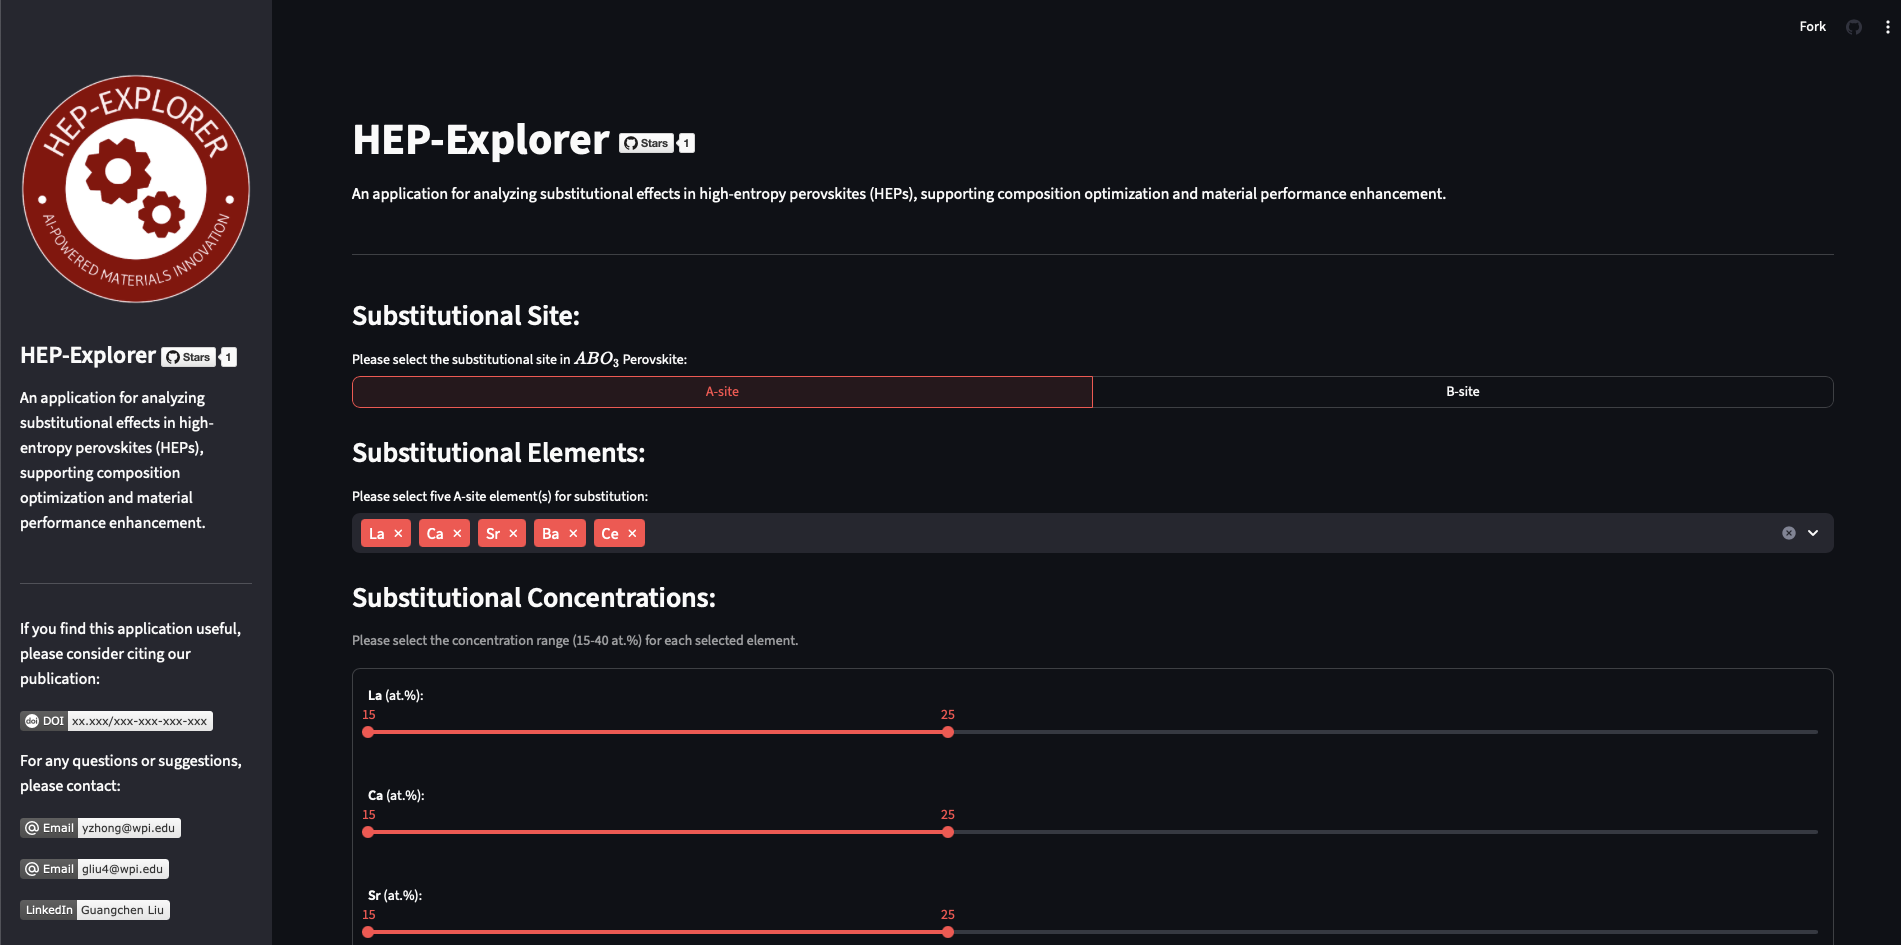 Fork
HEP-EXPLORER
AI-POWERED MATERIALS INNOVATION
HEP-Explorer Stars 1
An application for analyzing
substitutional effects in high-
entropy perovskites (HEPs),
supporting composition
optimization and material
performance enhancement.
If you find this application useful,
please consider citing our
publication:
doi DOI xx.xxx/xxx-xxx-xxx-xxx
For any questions or suggestions,
please contact:
@ Email yzhong@wpi.edu
@ Email gliu4@wpi.edu
LinkedIn Guangchen Liu
HEP-Explorer Stars 1
An application for analyzing substitutional effects in high-entropy perovskites (HEPs), supporting composition optimization and material performance enhancement.
Substitutional Site:
Please select the substitutional site in ABO₃ Perovskite:
A-site B-site
Substitutional Elements:
Please select five A-site element(s) for substitution:
La × Ca × Sr × Ba × Ce ×
Substitutional Concentrations:
Please select the concentration range (15-40 at.%) for each selected element.
La (at.%):
15 25
Ca (at.%):
15 25
Sr (at.%):
15 25